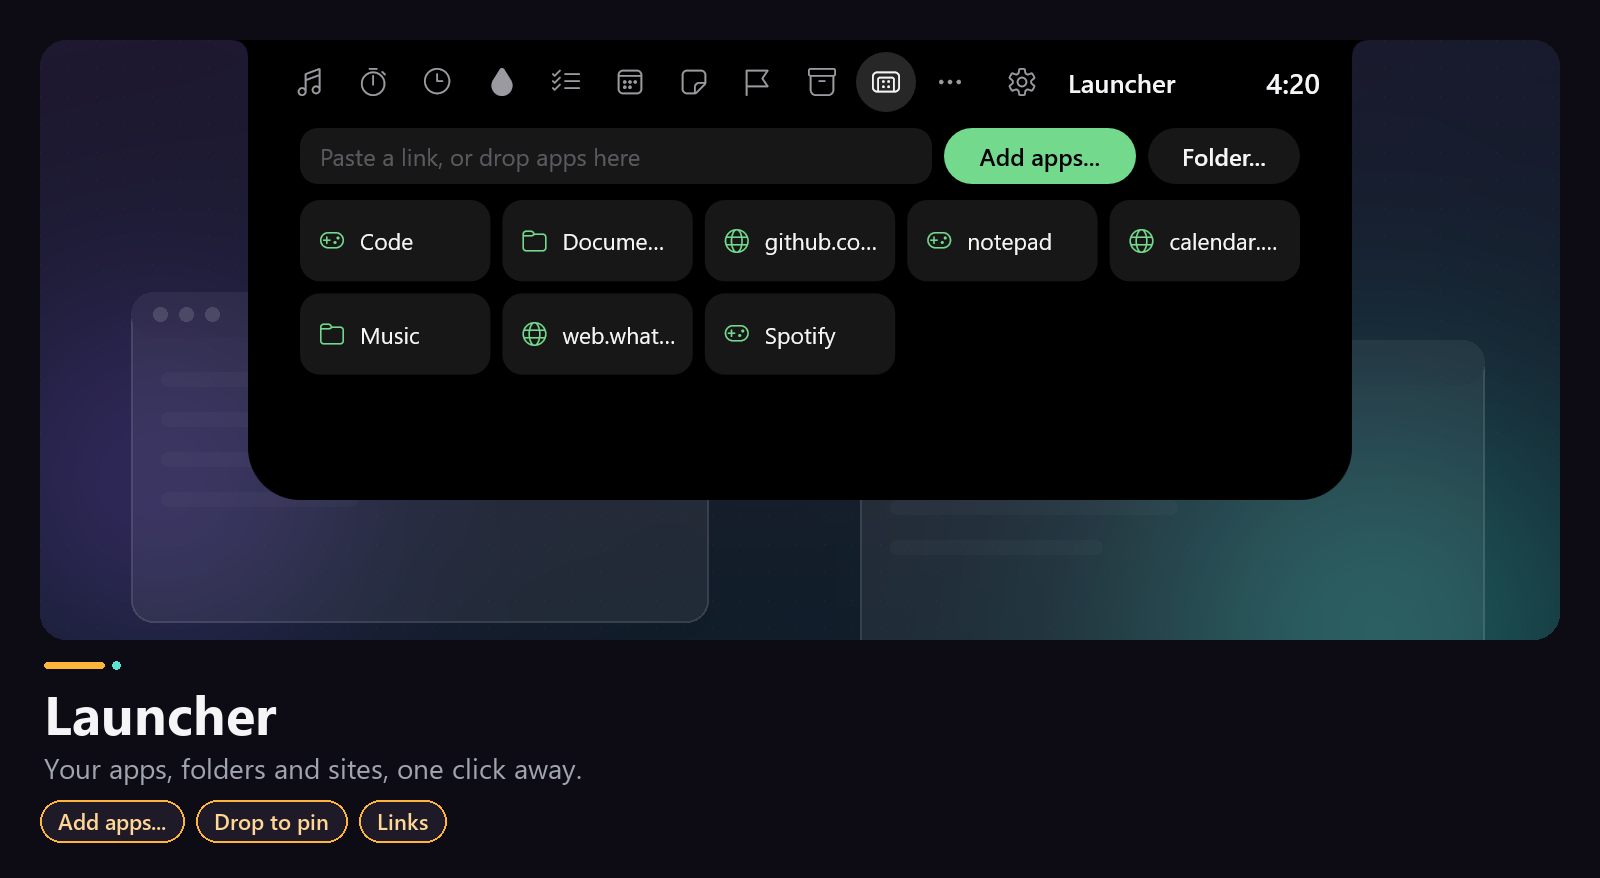 Launcher 4:20
Paste a link, or drop apps here Add apps... Folder...
Code Docume... github.co... notepad calendar....
Music web.what... Spotify
Launcher
Your apps, folders and sites, one click away.
Add apps... Drop to pin Links